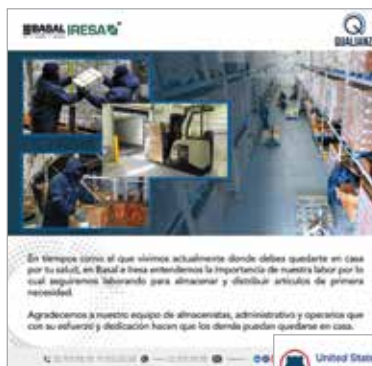 BASAL IRESA
QUALIANZ
En tiempos como el que vivimos actualmente donde debes quedarte en casa
por tu salud, en Basal e Iresa entendemos la importancia de nuestra labor por lo
cual seguiremos laborando para almacenar y distribuir artículos de primera
necesidad.
Agradecemos a nuestro equipo de almacenistas, administrativo y operarios que
con su esfuerzo y dedicación hacen que los demás puedan quedarse en casa.
United